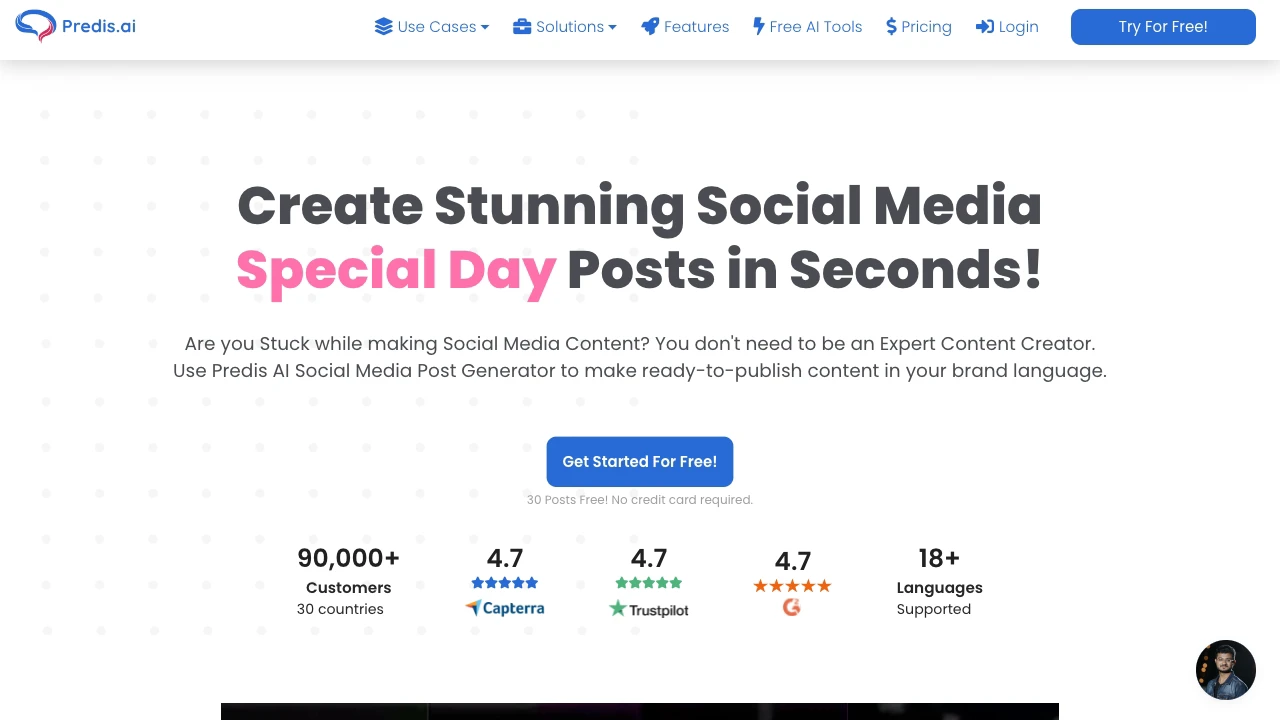 Predis.ai
Use Cases
Solutions
Features
Free AI Tools
Pricing
Login
Try For Free!
Create Stunning Social Media
Special Day Posts in Seconds!
Are you Stuck while making Social Media Content? You don't need to be an Expert Content Creator.
Use Predis AI Social Media Post Generator to make ready-to-publish content in your brand language.
Get Started For Free!
30 Posts Free! No credit card required.
90,000+
Customers
30 countries
4.7
Capterra
4.7
Trustpilot
4.7
18+
Languages
Supported